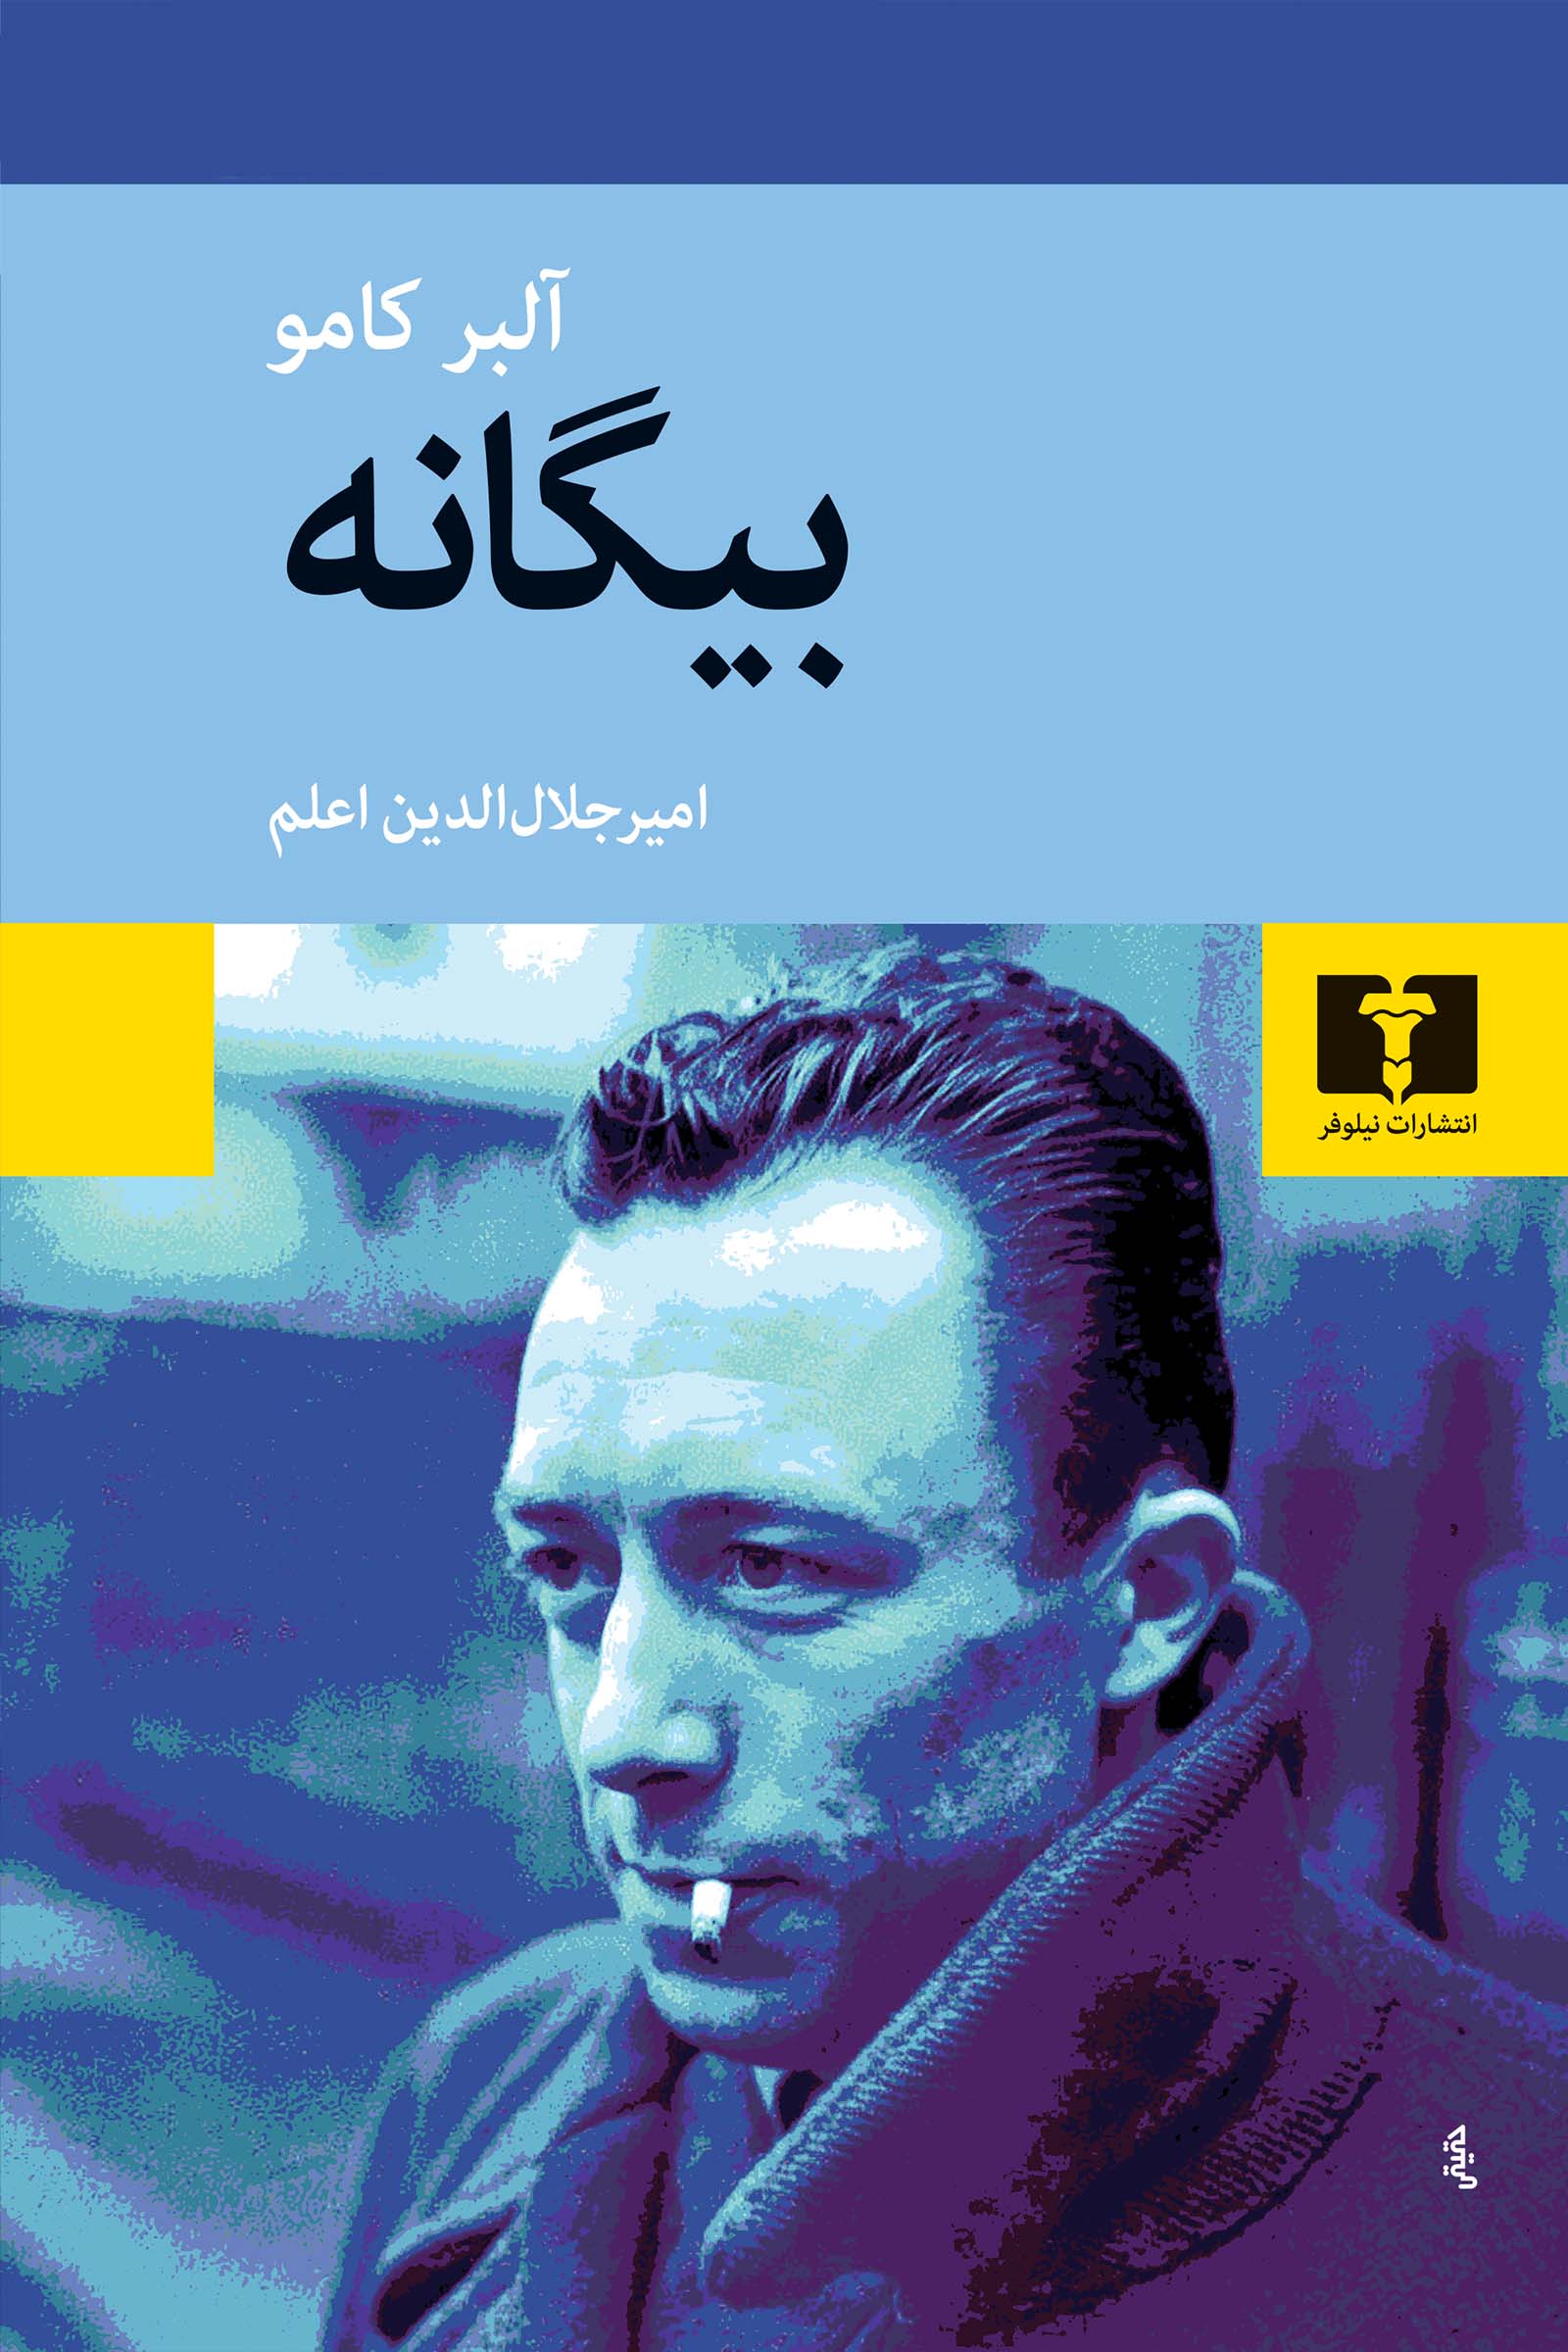 آلبر کامو
بیگانه
امیرجلال‌الدین اعلم
انتشارات نیلوفر